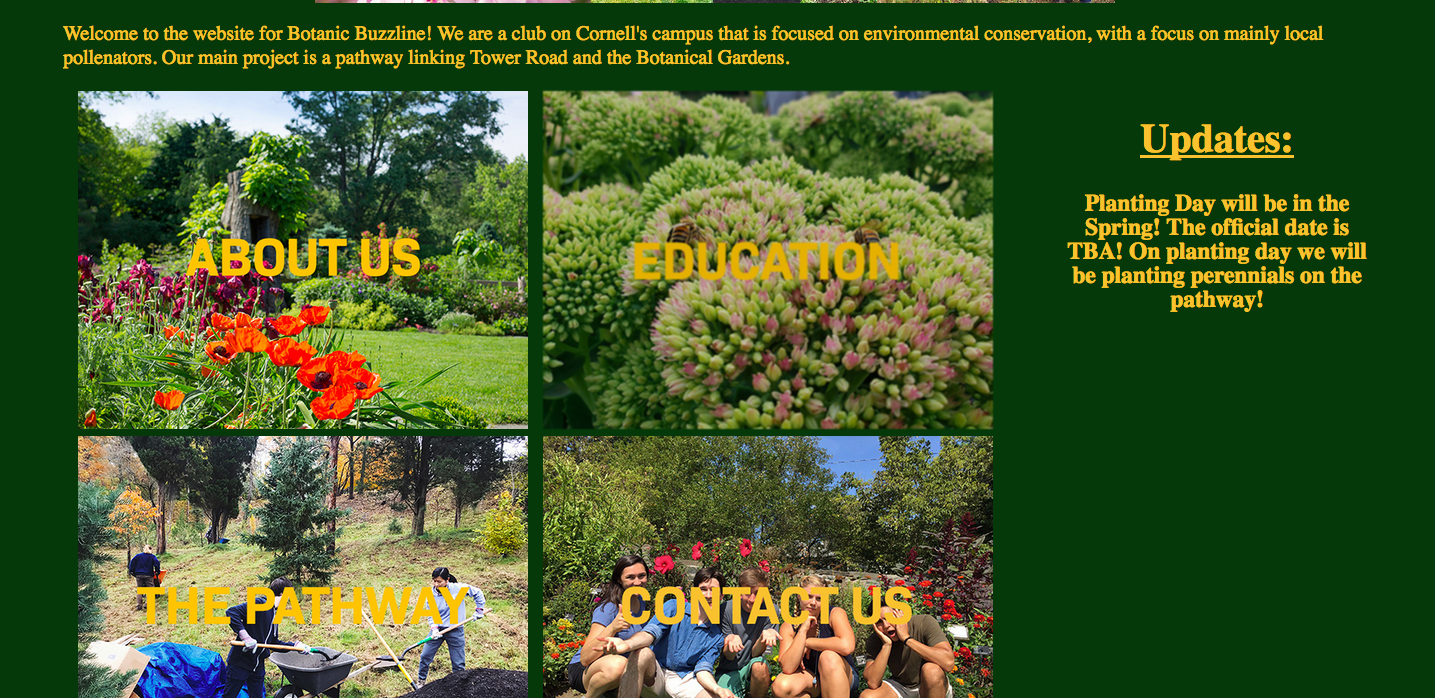 Welcome to the website for Botanic Buzzline! We are a club on Cornell's campus that is focused on environmental conservation, with a focus on mainly local
pollenators. Our main project is a pathway linking Tower Road and the Botanical Gardens.
ABOUT US
EDUCATION
Updates:
Planting Day will be in the
Spring! The official date is
TBA! On planting day we will
be planting perennials on the
pathway!
THE PATHWAY
CONTACT US